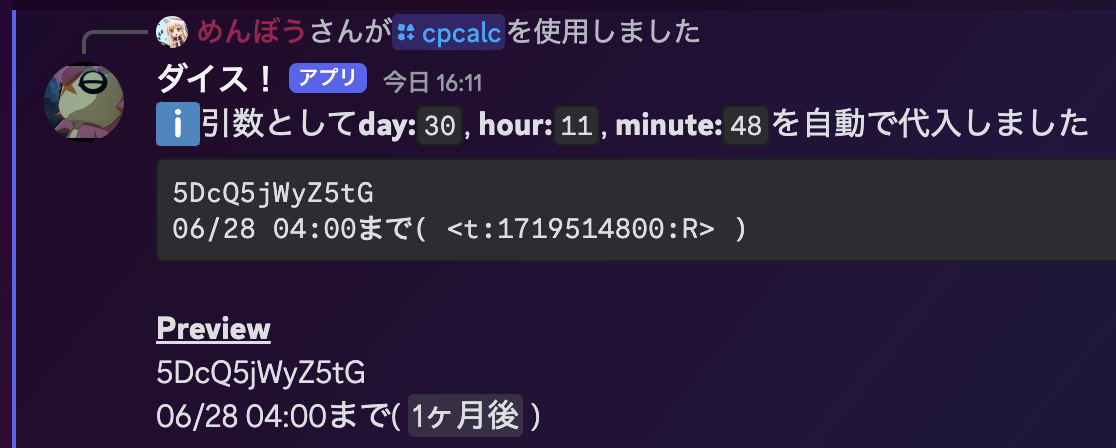 めんぼうさんがcpcalcを使用しました
ダイス！ アプリ 今日 16:11
i引数としてday: 30, hour: 11, minute: 48を自動で代入しました
5DcQ5jWyZ5tG
06/28 04:00まで( <t:1719514800:R> )
Preview
5DcQ5jWyZ5tG
06/28 04:00まで( 1ヶ月後 )